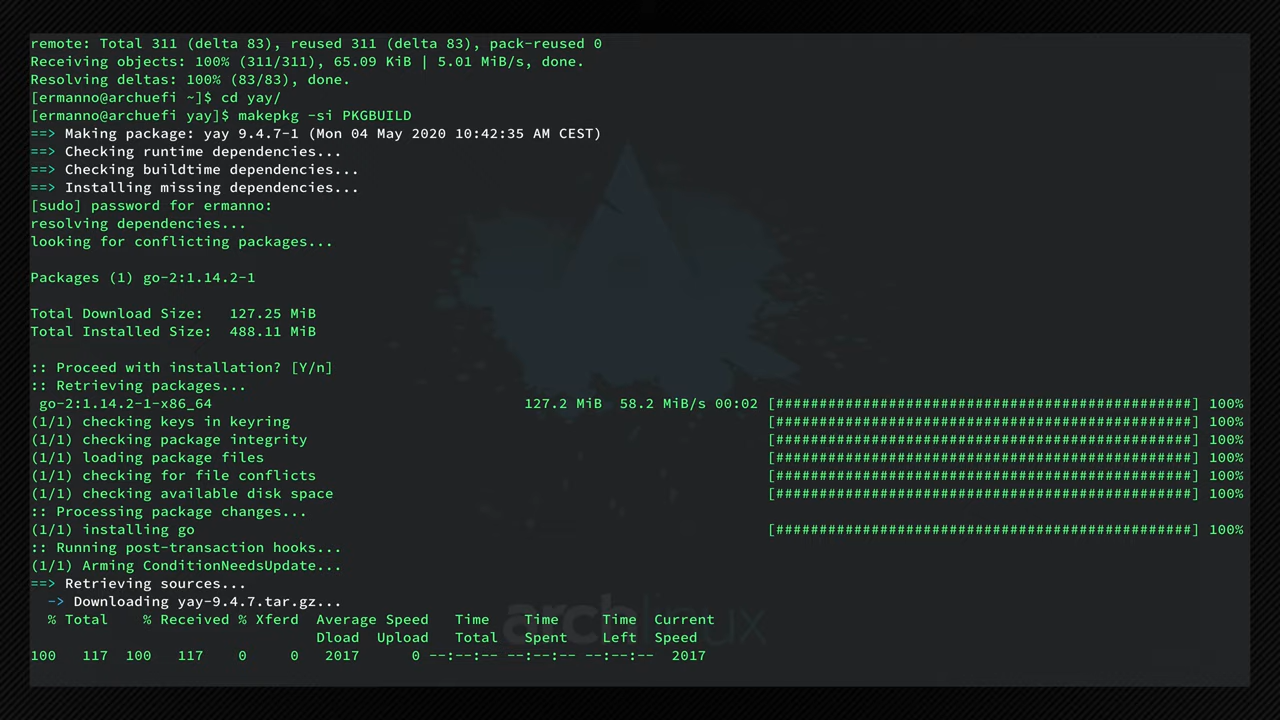 remote: Total 311 (delta 83), reused 311 (delta 83), pack-reused 0
Receiving objects: 100% (311/311), 65.09 KiB | 5.01 MiB/s, done.
Resolving deltas: 100% (83/83), done.
[ermanno@archuefi ~]$ cd yay/
[ermanno@archuefi yay]$ makepkg -si PKGBUILD
==> Making package: yay 9.4.7-1 (Mon 04 May 2020 10:42:35 AM CEST)
==> Checking runtime dependencies...
==> Checking buildtime dependencies...
==> Installing missing dependencies...
[sudo] password for ermanno:
resolving dependencies...
looking for conflicting packages...
Packages (1) go-2:1.14.2-1
Total Download Size:   127.25 MiB
Total Installed Size:  488.11 MiB
:: Proceed with installation? [Y/n]
:: Retrieving packages...
go-2:1.14.2-1-x86_64 127.2 MiB 58.2 MiB/s 00:02 [################################################] 100%
(1/1) checking keys in keyring [################################################] 100%
(1/1) checking package integrity [################################################] 100%
(1/1) loading package files [################################################] 100%
(1/1) checking for file conflicts [################################################] 100%
(1/1) checking available disk space [################################################] 100%
:: Processing package changes...
(1/1) installing go [################################################] 100%
:: Running post-transaction hooks...
(1/1) Arming ConditionNeedsUpdate...
==> Retrieving sources...
-> Downloading yay-9.4.7.tar.gz...
% Total    % Received % Xferd  Average Speed   Time    Time     Time  Current
Dload  Upload   Total   Spent    Left  Speed
100   117  100   117    0     0   2017      0 --:--:-- --:--:-- --:--:--  2017
archlinux